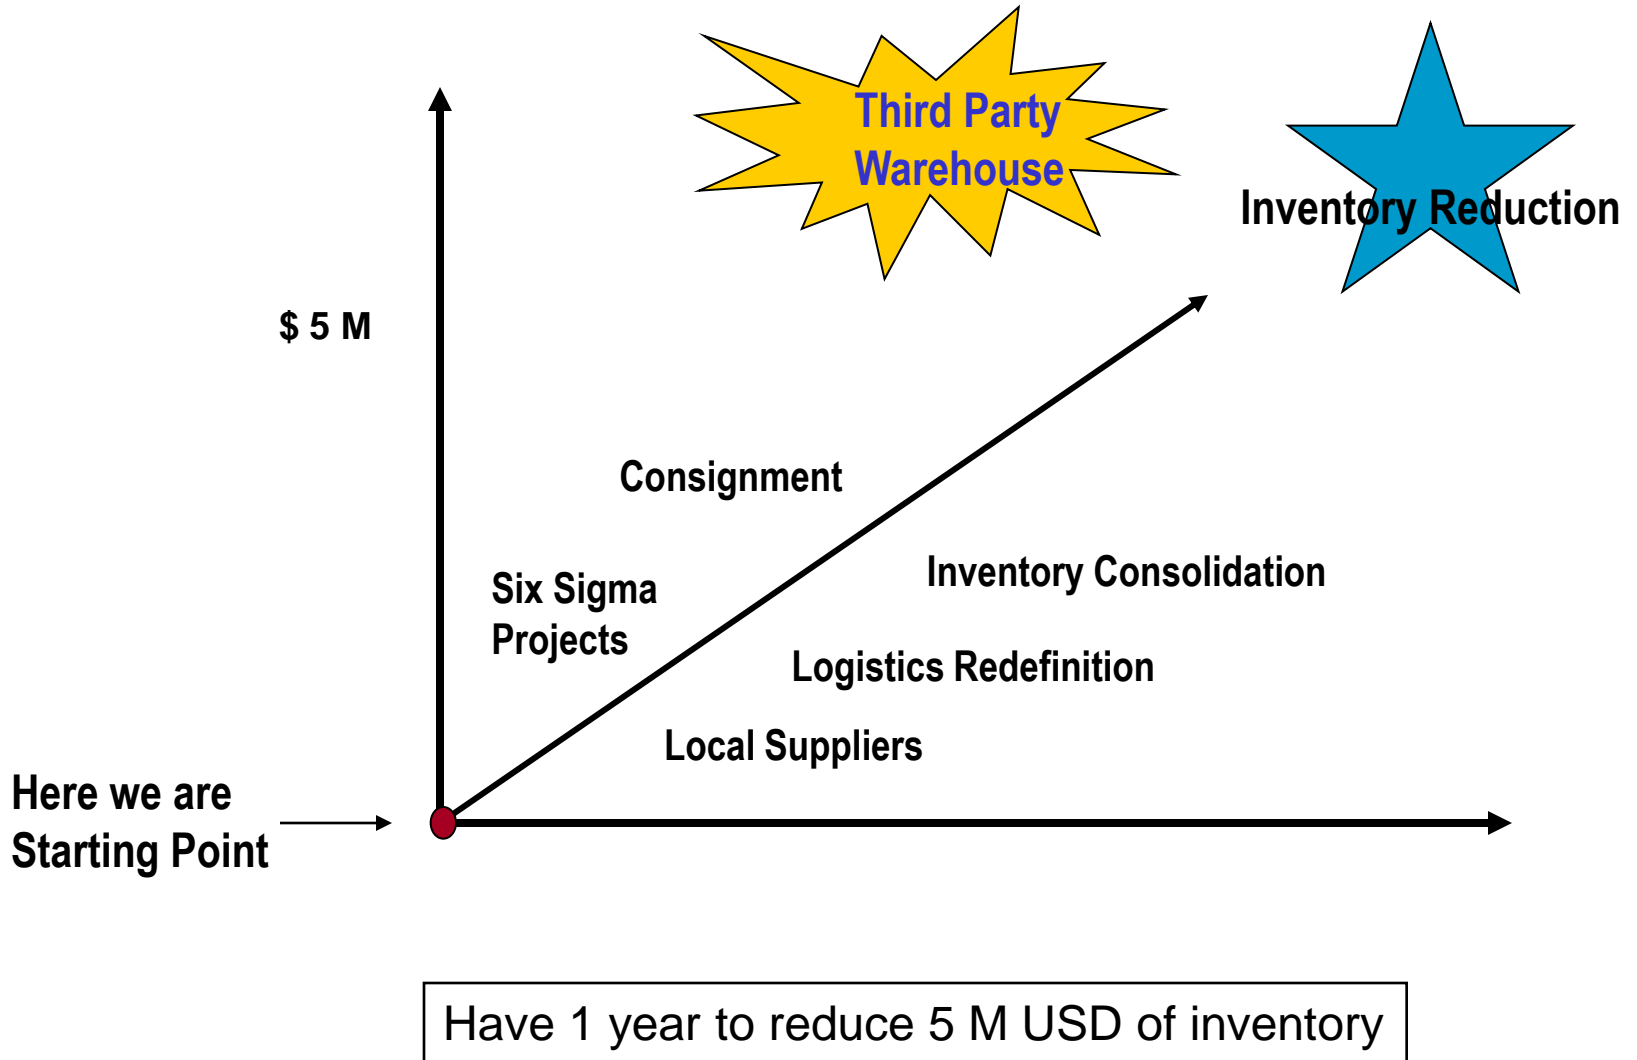 Third Party
Warehouse
Inventory Reduction
$ 5 M
Consignment
Six Sigma
Projects
Inventory Consolidation
Logistics Redefinition
Local Suppliers
Here we are
Starting Point
Have 1 year to reduce 5 M USD of inventory